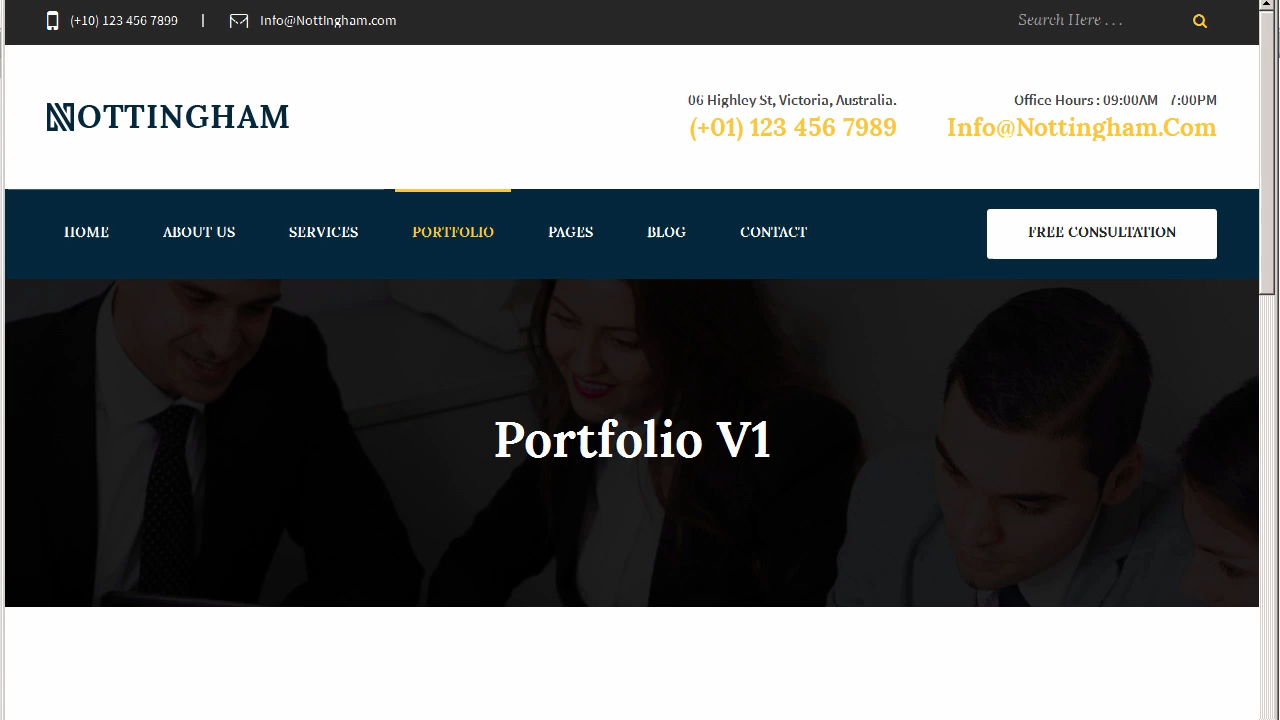 (+10) 123 456 7899 | Info@NottIngham.com
Search Here . . .
NOTTINGHAM
06 Highley St, Victoria, Australia.
(+01) 123 456 7989
Office Hours : 09:00AM 7:00PM
Info@Nottingham.Com
HOME ABOUT US SERVICES PORTFOLIO PAGES BLOG CONTACT
FREE CONSULTATION
Portfolio V1